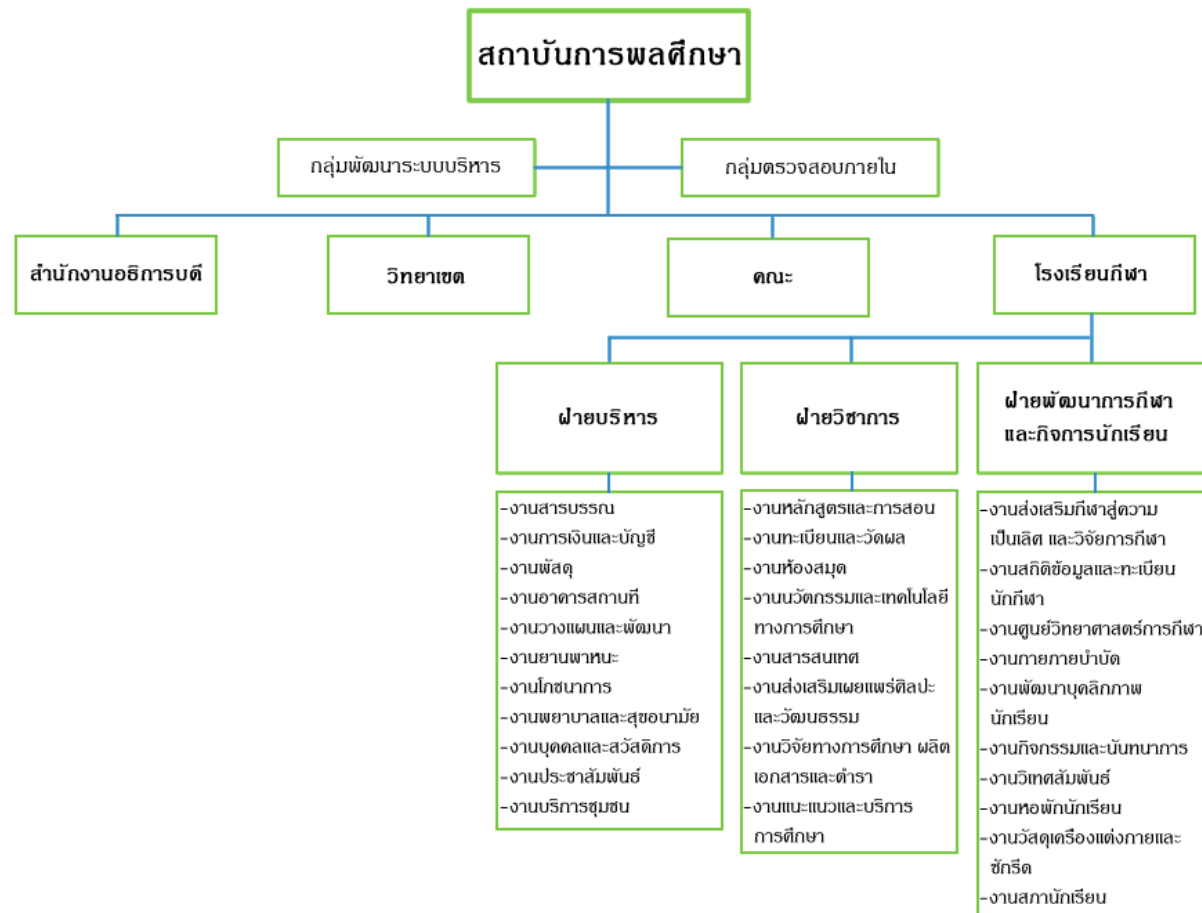 สถาบันการพลศึกษา
กลุ่มพัฒนาระบบบริหาร
กลุ่มตรวจสอบภายใน
สำนักงานอธิการบดี
วิทยาเขต
คณะ
โรงเรียนกีฬา
ฝ่ายบริหาร
ฝ่ายวิชาการ
ฝ่ายพัฒนาการกีฬา
และกิจการนักเรียน
-งานสารบรรณ
-งานการเงินและบัญชี
-งานพัสดุ
-งานอาคารสถานที
-งานวางแผนและพัฒนา
-งานยานพาหนะ
-งานโภชนาการ
-งานพยาบาลและสุขอนามัย
-งานบุคคลและสวัสดิการ
-งานประชาสัมพันธ์
-งานบริการชุมชน
-งานหลักสูตรและการสอน
-งานทะเบียนและวัดผล
-งานห้องสมุด
-งานนวัตกรรมและเทคโนโลยี
ทางการศึกษา
-งานสารสนเทศ
-งานส่งเสริมเผยแพร่ศิลปะ
และวัฒนธรรม
-งานวิจัยทางการศึกษา ผลิต
เอกสารและตำรา
-งานแนะแนวและบริการ
การศึกษา
-งานส่งเสริมกีฬาสู่ความ
เป็นเลิศ และวิจัยการกีฬา
-งานสถิติข้อมูลและทะเบียน
นักกีฬา
-งานศูนย์วิทยาศาสตร์การกีฬา
-งานกายภายบำบัด
-งานพัฒนาบุคลิกภาพ
นักเรียน
-งานกิจกรรมและนันทนาการ
-งานวิเทศสัมพันธ์
-งานหอพักนักเรียน
-งานวัสดุเครื่องแต่งกายและ
ซักรีด
-งานสภานักเรียน